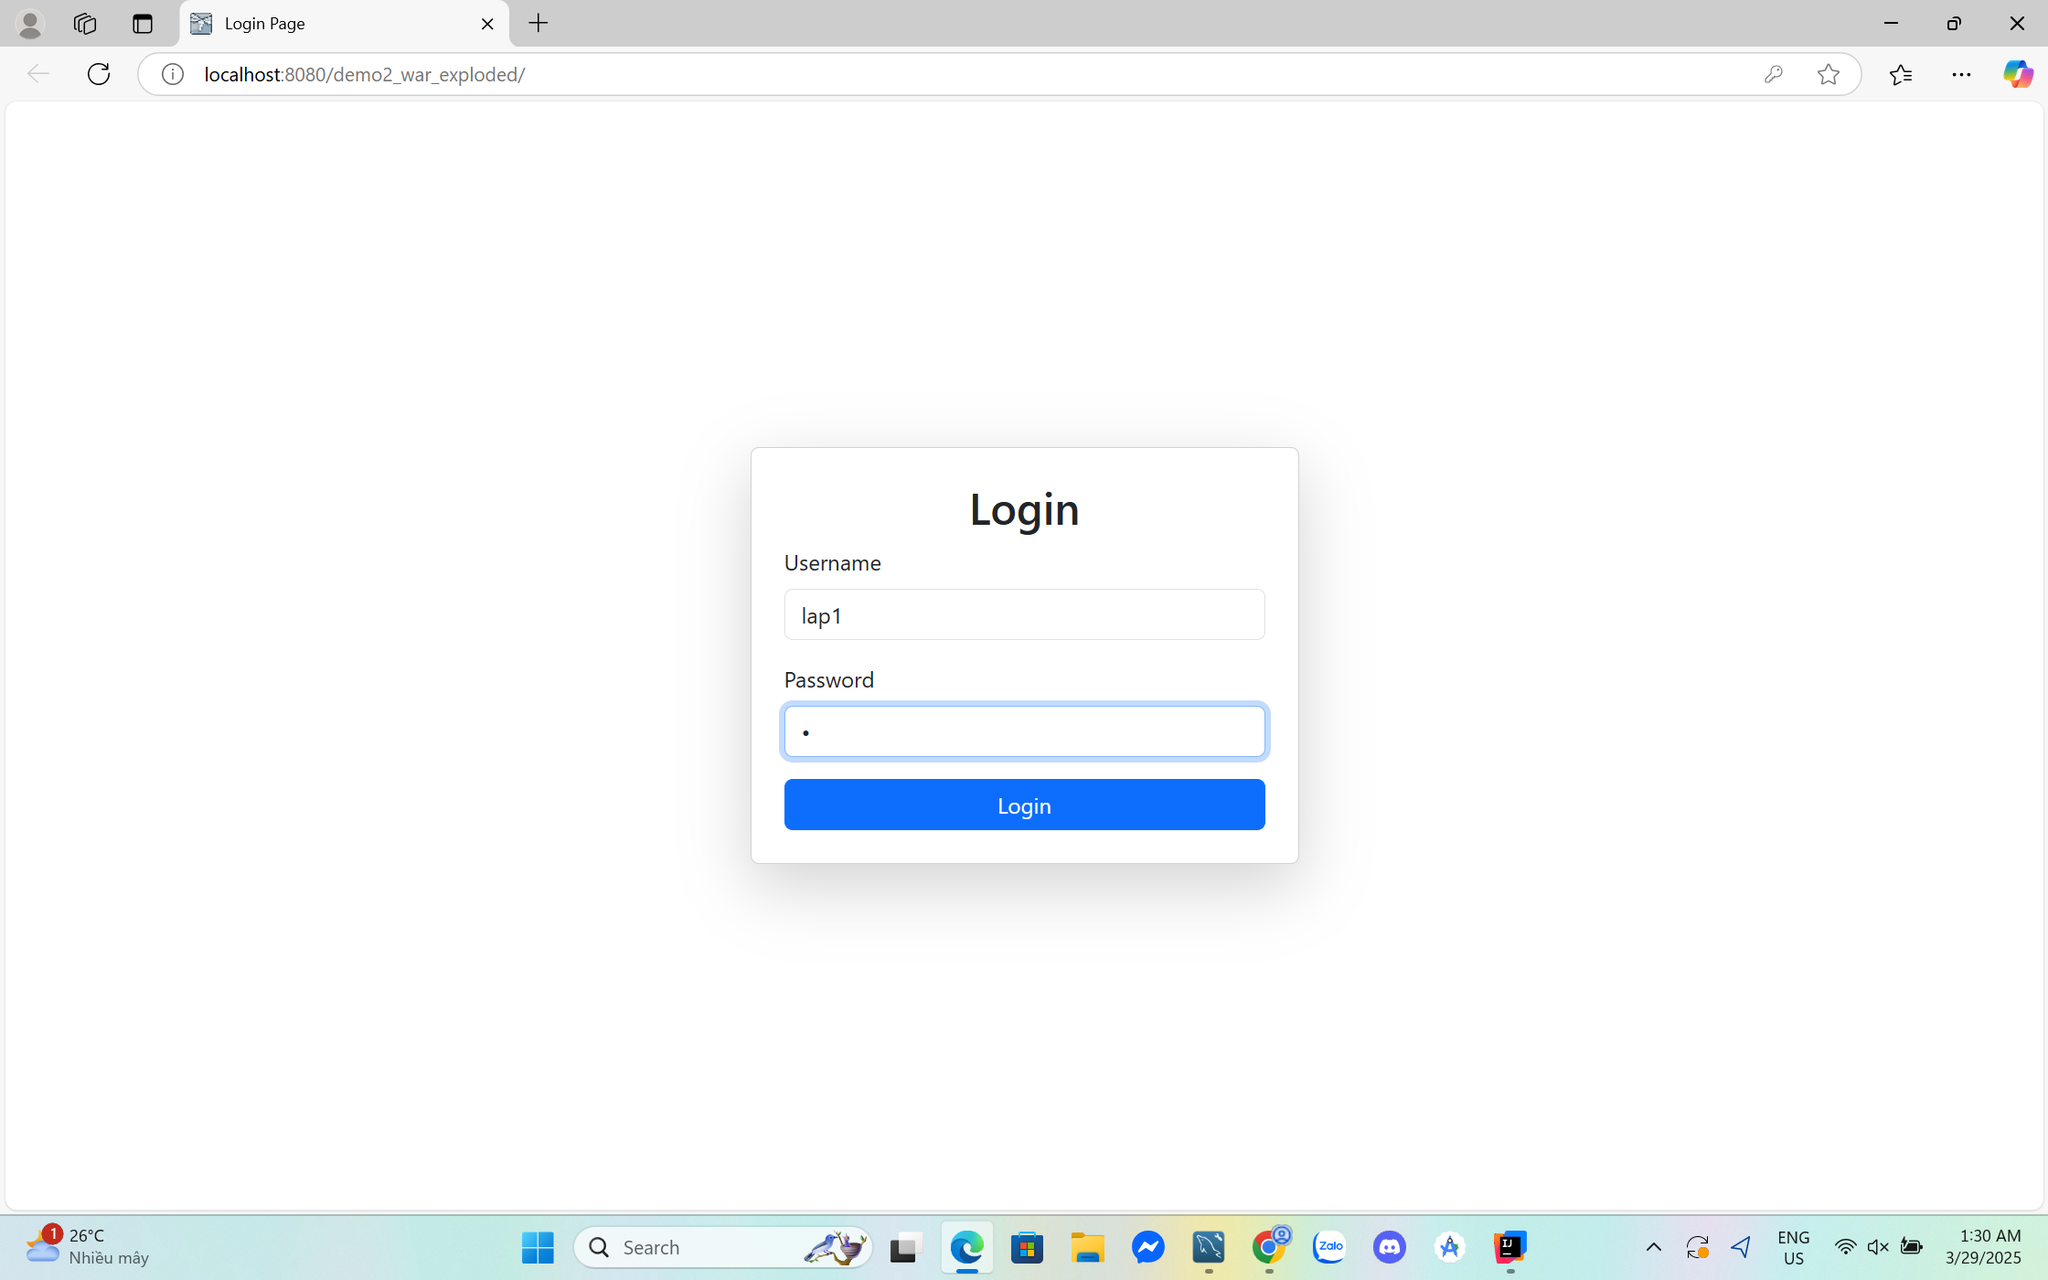 Login Page
localhost:8080/demo2_war_exploded/
Login
Username
lap1
Password
•
Login
1
26°C
Nhiều mây
Search
Zalo
IJ
ENG
US
1:30 AM
3/29/2025